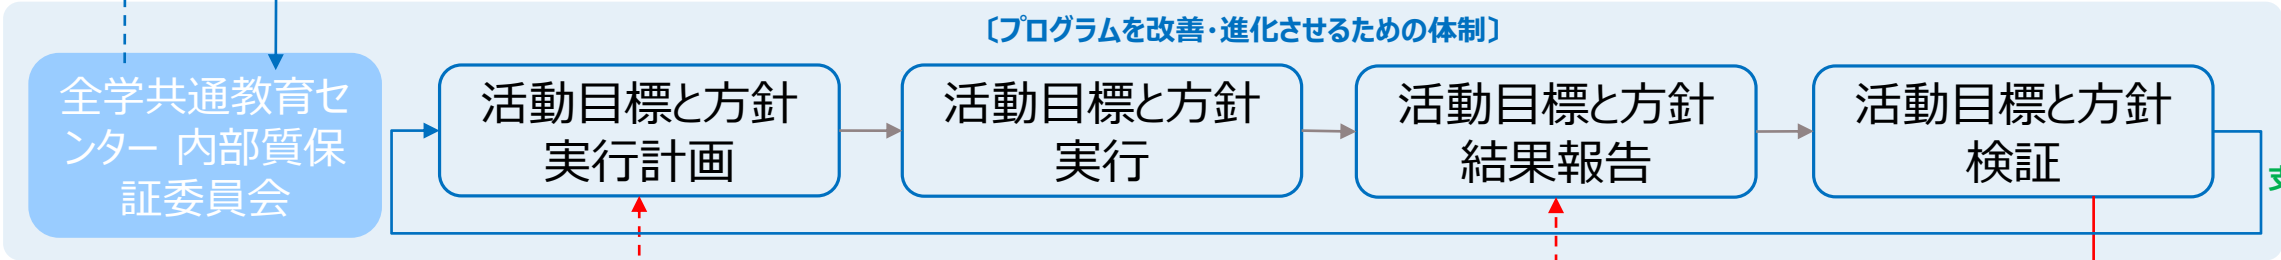 〔プログラムを改善・進化させるための体制〕
全学共通教育セ
ンター 内部質保
証委員会
活動目標と方針
実行計画
活動目標と方針
実行
活動目標と方針
結果報告
活動目標と方針
検証